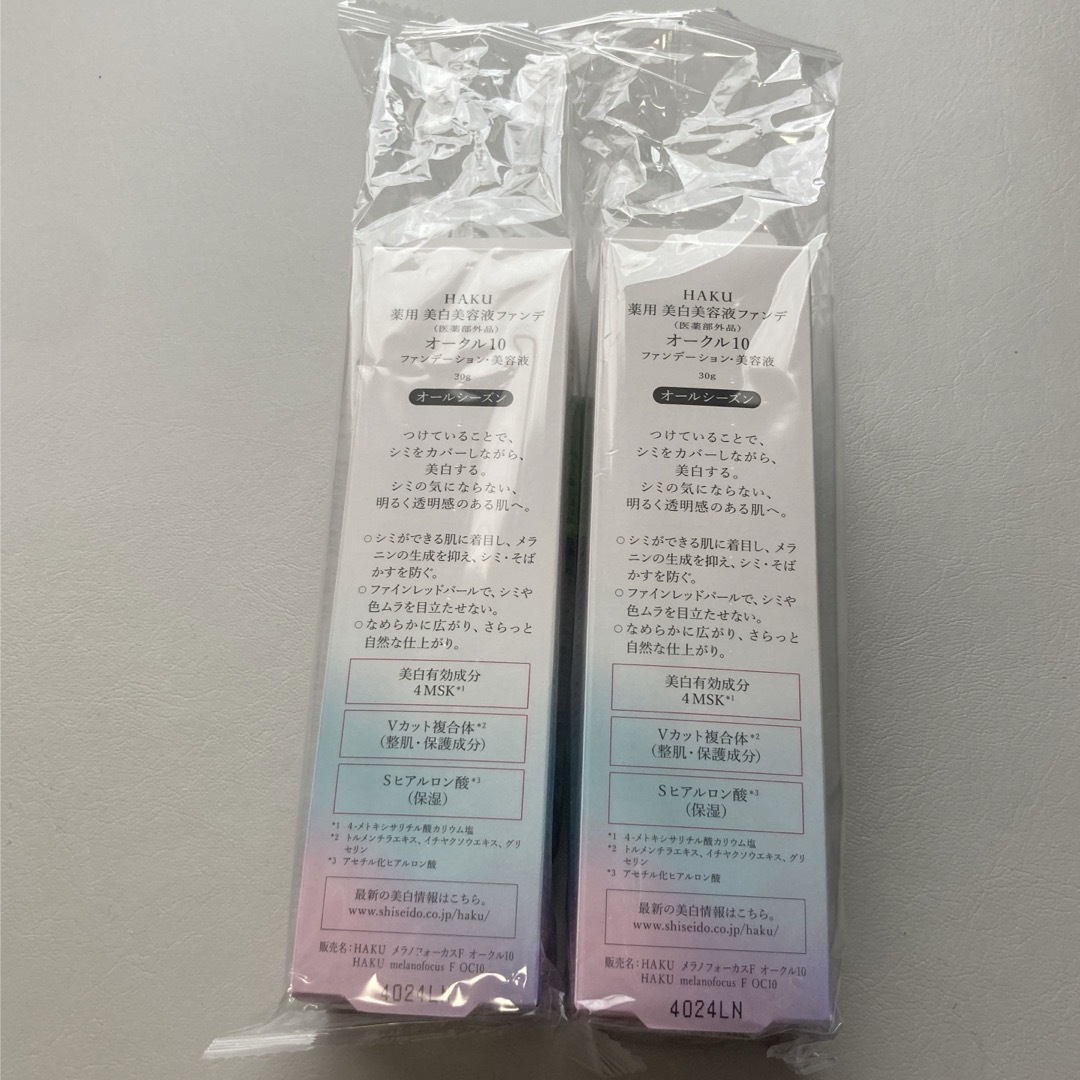 HAKU
薬用 美白美容液ファンデ
(医薬部外品)
オークル10
ファンデーション・美容液
30g
オールシーズン
つけていることで、
シミをカバーしながら、
美白する。
シミの気にならない、
明るく透明感のある肌へ。
○シミができる肌に着目し、メラ
ニンの生成を抑え、シミ・そば
かすを防ぐ。
○ファインレッドパールで、シミや
色ムラを目立たせない。
○なめらかに広がり、さらっと
自然な仕上がり。
美白有効成分
4MSK*1
Vカット複合体*2
(整肌・保護成分)
Sヒアルロン酸*3
(保湿)
*1 4-メトキシサリチル酸カリウム塩
*2 トルメンチラエキス、イチヤクソウエキス、グリ
セリン
*3 アセチル化ヒアルロン酸
最新の美白情報はこちら。
www.shiseido.co.jp/haku/
販売名:HAKU メラノフォーカスF オークル10
HAKU melanofocus F OC10
4024LN
HAKU
薬用 美白美容液ファンデ
(医薬部外品)
オークル10
ファンデーション・美容液
30g
オールシーズン
つけていることで、
シミをカバーしながら、
美白する。
シミの気にならない、
明るく透明感のある肌へ。
○シミができる肌に着目し、メラ
ニンの生成を抑え、シミ・そば
かすを防ぐ。
○ファインレッドパールで、シミや
色ムラを目立たせない。
○なめらかに広がり、さらっと
自然な仕上がり。
美白有効成分
4MSK*1
Vカット複合体*2
(整肌・保護成分)
Sヒアルロン酸*3
(保湿)
*1 4-メトキシサリチル酸カリウム塩
*2 トルメンチラエキス、イチヤクソウエキス、グリ
セリン
*3 アセチル化ヒアルロン酸
最新の美白情報はこちら。
www.shiseido.co.jp/haku/
販売名:HAKU メラノフォーカスF オークル10
HAKU melanofocus F OC10
4024LN